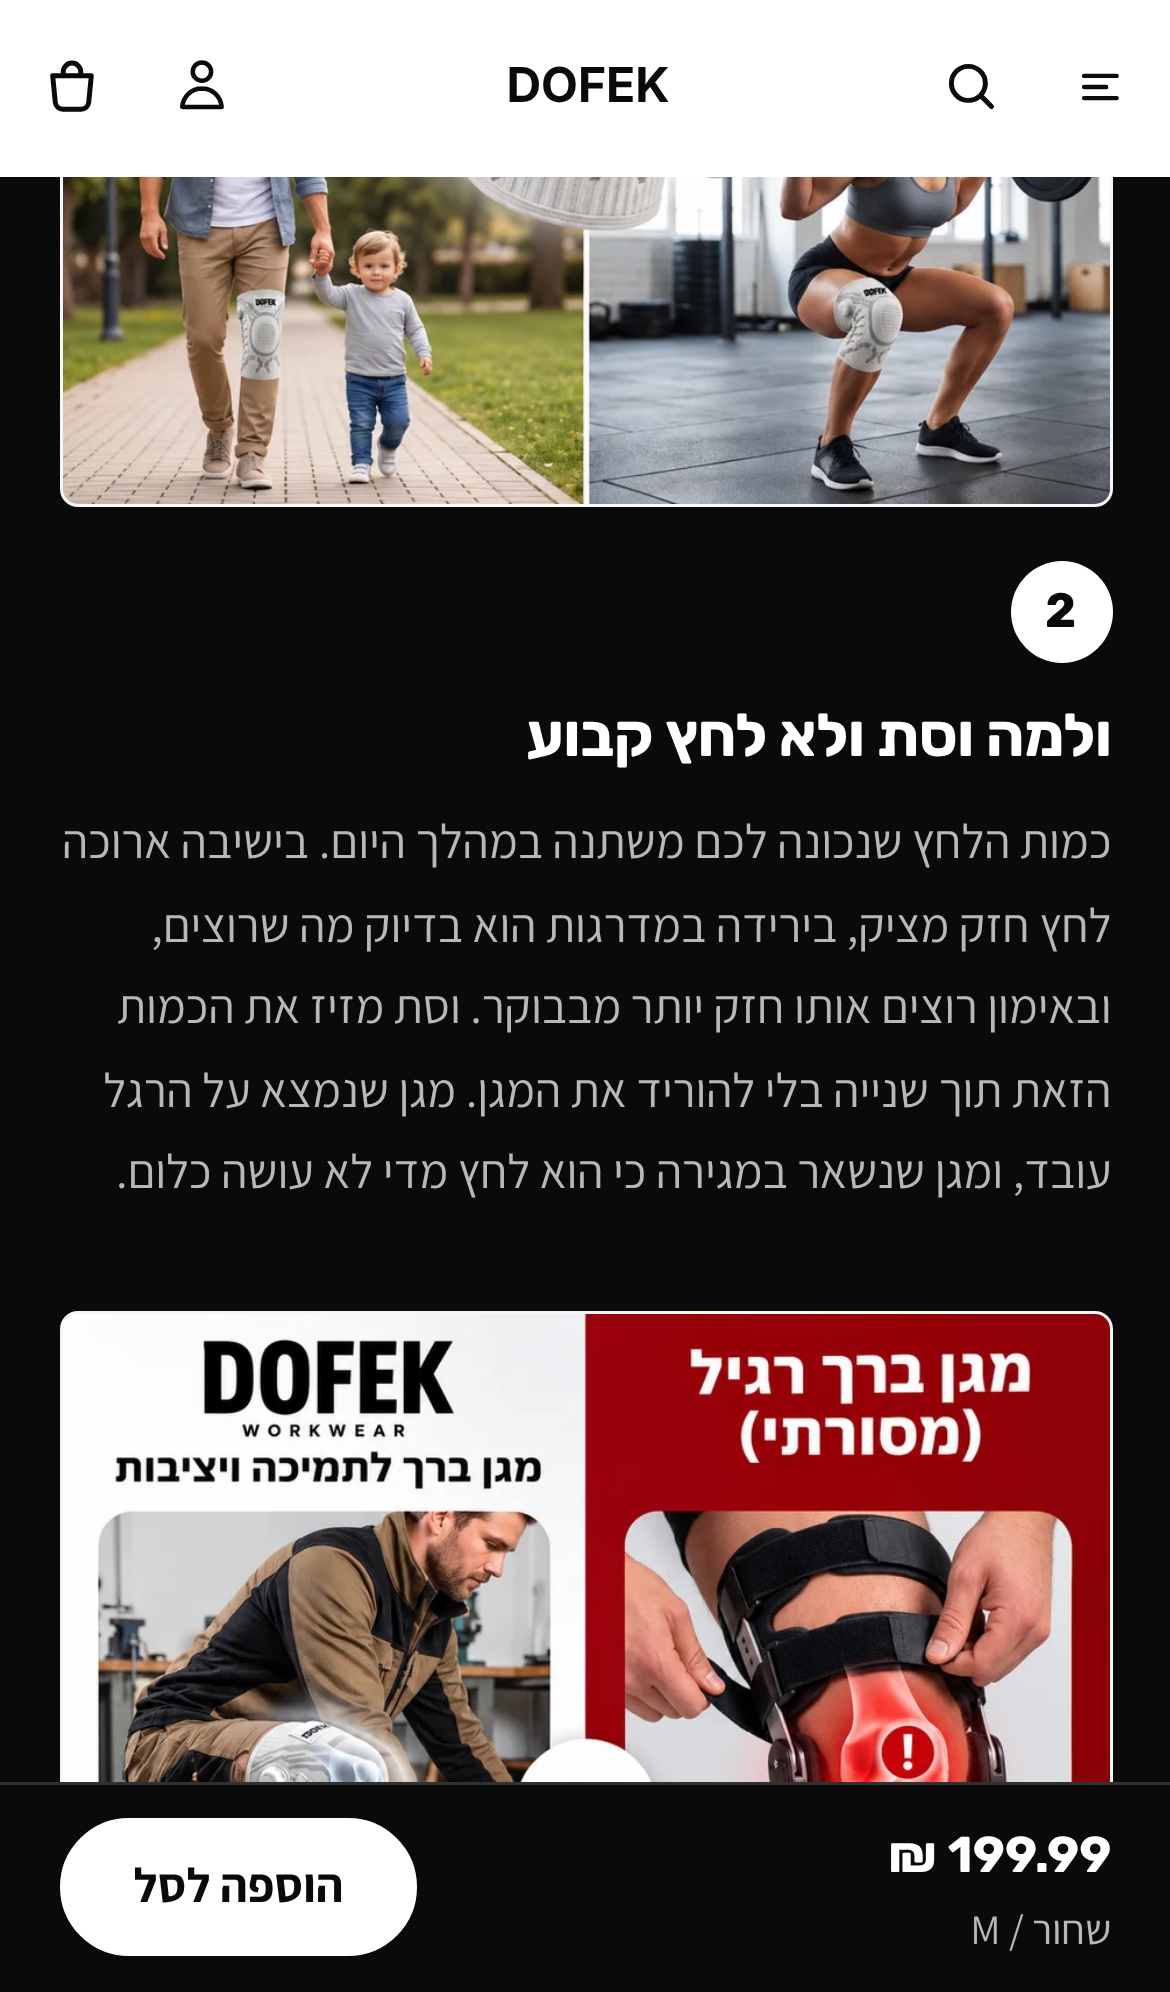 DOFEK
DOFEK
DOFEK
2
ולמה וסת ולא לחץ קבוע
כמות הלחץ שנכונה לכם משתנה במהלך היום. בישיבה ארוכה
לחץ חזק מציק, בירידה במדרגות הוא בדיוק מה שרוצים,
ובאימון רוצים אותו חזק יותר מבבוקר. וסת מזיז את הכמות
הזאת תוך שנייה בלי להוריד את המגן. מגן שנמצא על הרגל
עובד, ומגן שנשאר במגירה כי הוא לחץ מדי לא עושה כלום.
מגן ברך רגיל
(מסורתי)
DOFEK
WORKWEAR
מגן ברך לתמיכה ויציבות
!
199.99 ₪
שחור / M
הוספה לסל